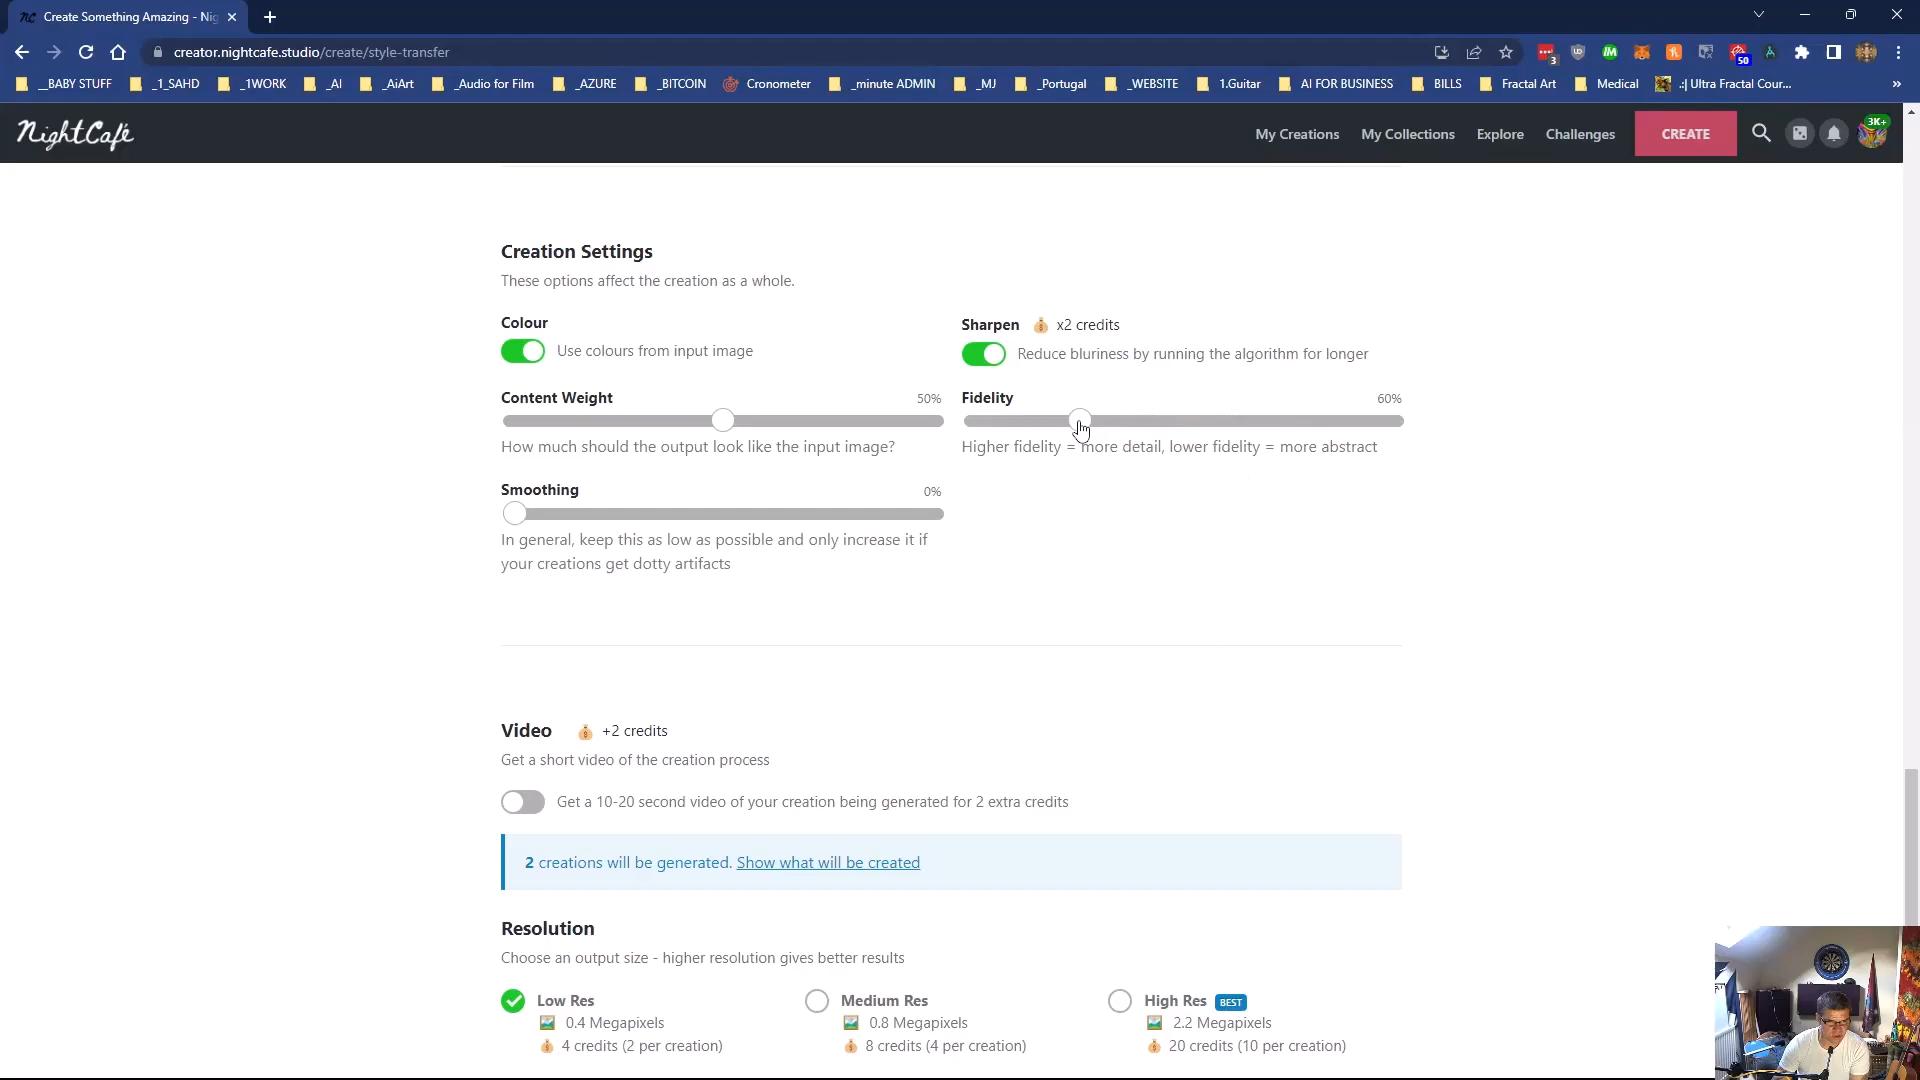 Create Something Amazing - Nig
creator.nightcafe.studio/create/style-transfer
3
50
__BABY STUFF
_1_SAHD
_1WORK
_AI
_AiArt
_Audio for Film
_AZURE
_BITCOIN
Cronometer
_minute ADMIN
_MJ
_Portugal
_WEBSITE
1.Guitar
AI FOR BUSINESS
BILLS
Fractal Art
Medical
.:| Ultra Fractal Cour...
NightCafé
My Creations
My Collections
Explore
Challenges
CREATE
3K+
Creation Settings
These options affect the creation as a whole.
Colour
Use colours from input image
Sharpen x2 credits
Reduce bluriness by running the algorithm for longer
Content Weight 50%
How much should the output look like the input image?
Fidelity 60%
Higher fidelity = more detail, lower fidelity = more abstract
Smoothing 0%
In general, keep this as low as possible and only increase it if
your creations get dotty artifacts
Video +2 credits
Get a short video of the creation process
Get a 10-20 second video of your creation being generated for 2 extra credits
2 creations will be generated. Show what will be created
Resolution
Choose an output size - higher resolution gives better results
Low Res
0.4 Megapixels
4 credits (2 per creation)
Medium Res
0.8 Megapixels
8 credits (4 per creation)
High Res BEST
2.2 Megapixels
20 credits (10 per creation)